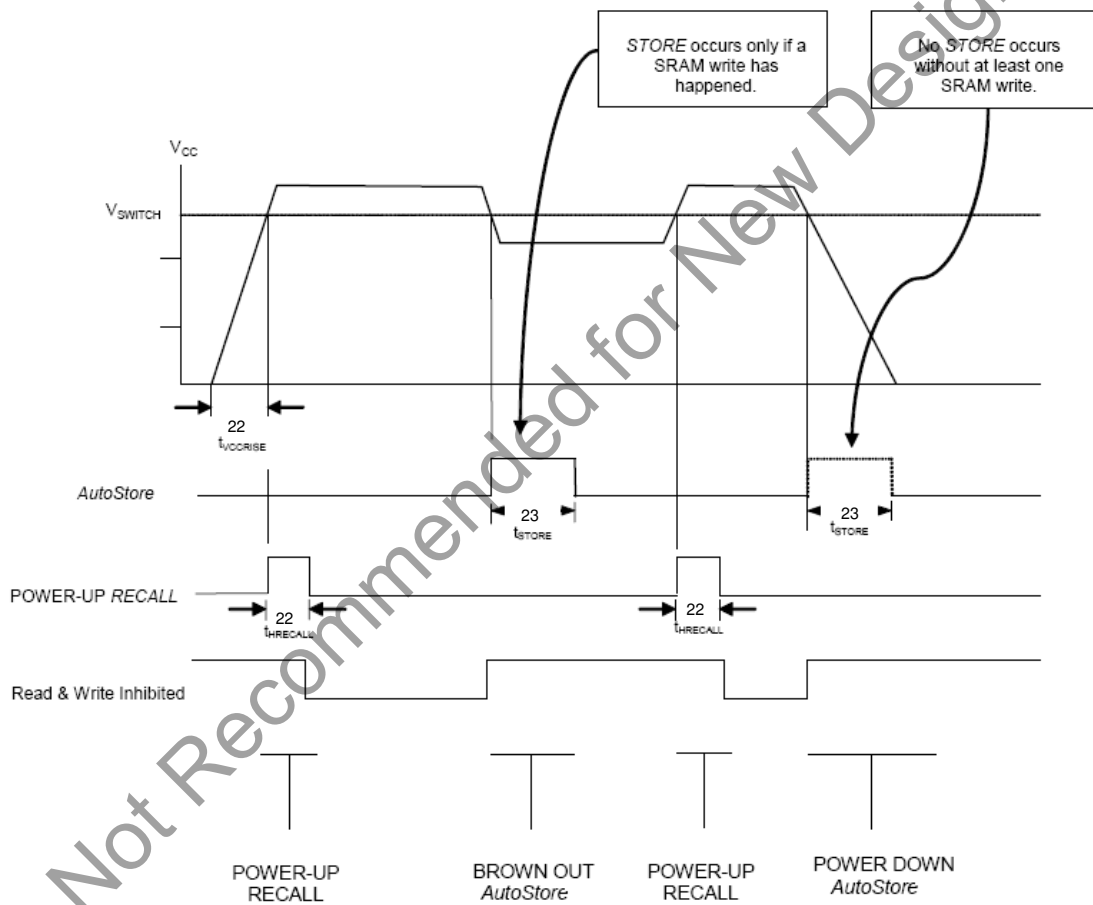 STORE occurs only if a
SRAM write has
happened.
No STORE occurs
without at least one
SRAM write.
VCC
VSWITCH
22
tVCCRISE
AutoStore
23
tSTORE
23
tSTORE
POWER-UP RECALL
22
tHRECALL
22
tHRECALL
Read & Write Inhibited
POWER-UP
RECALL
BROWN OUT
AutoStore
POWER-UP
RECALL
POWER DOWN
AutoStore
Not Recommended for New Design